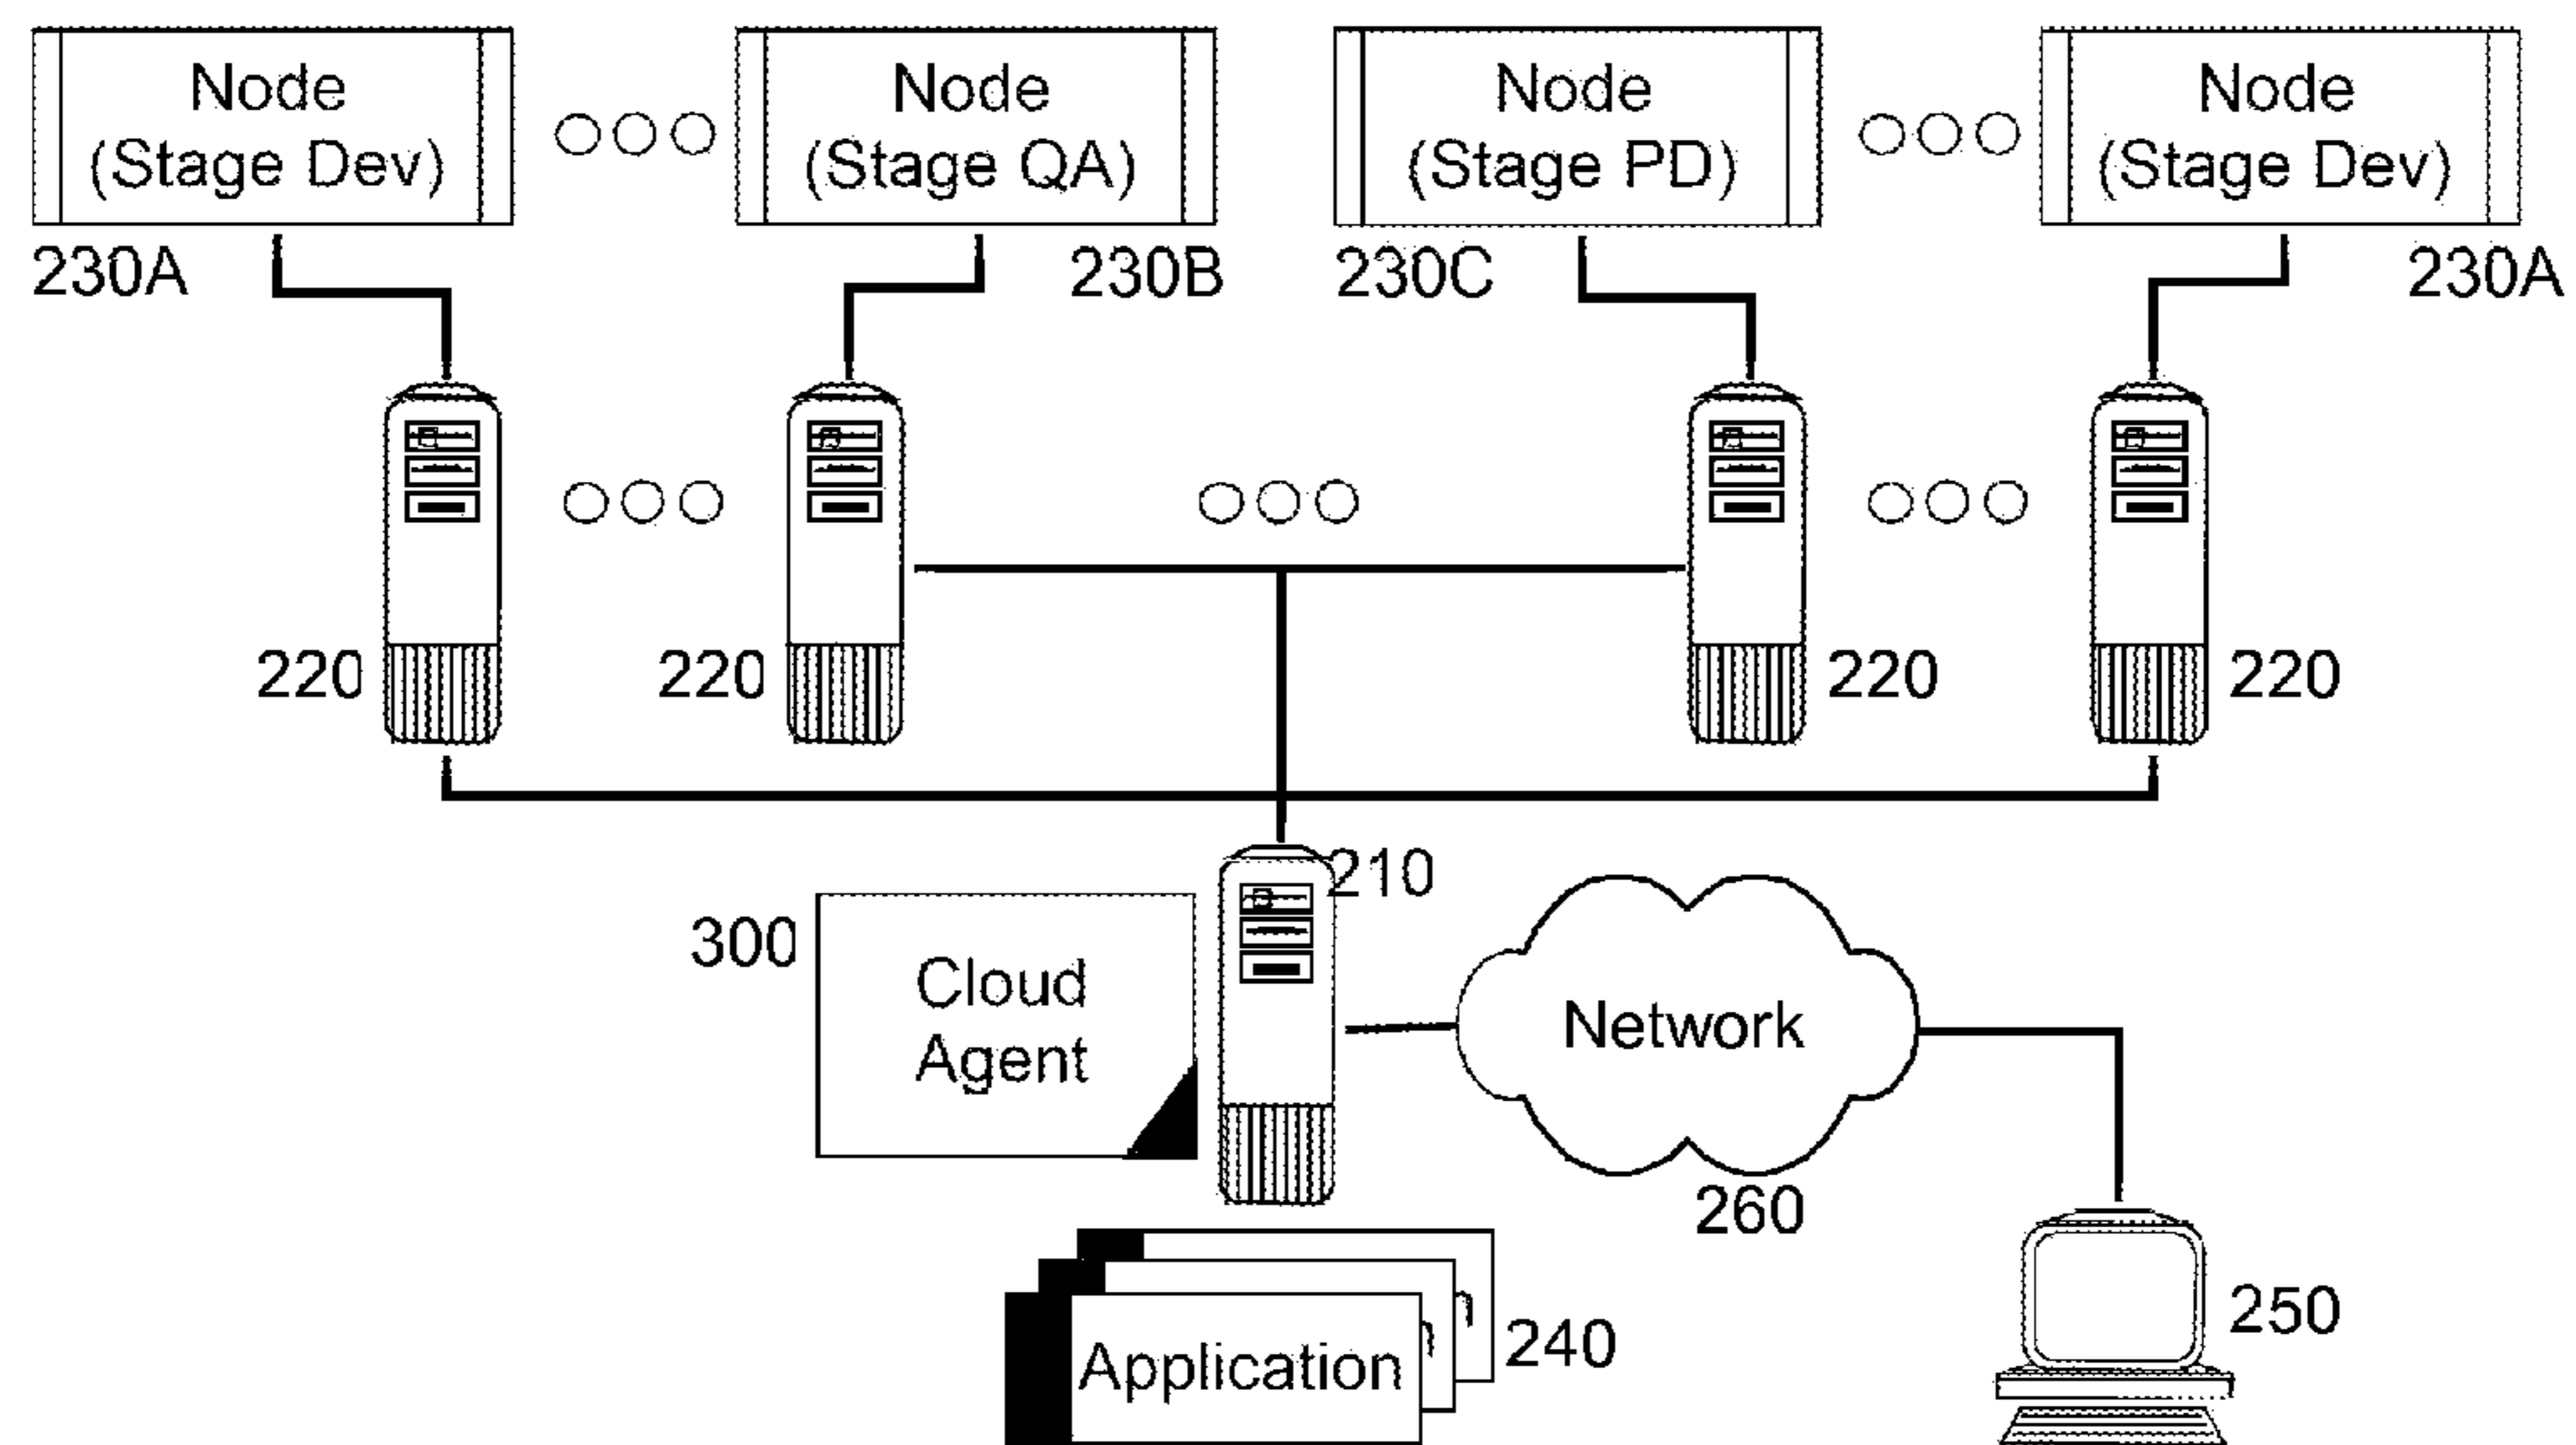 Node
(Stage Dev)
Node
(Stage QA)
Node
(Stage PD)
Node
(Stage Dev)
230A
230B
230C
230A
220
220
220
220
210
300
Cloud
Agent
Network
260
250
240
Application